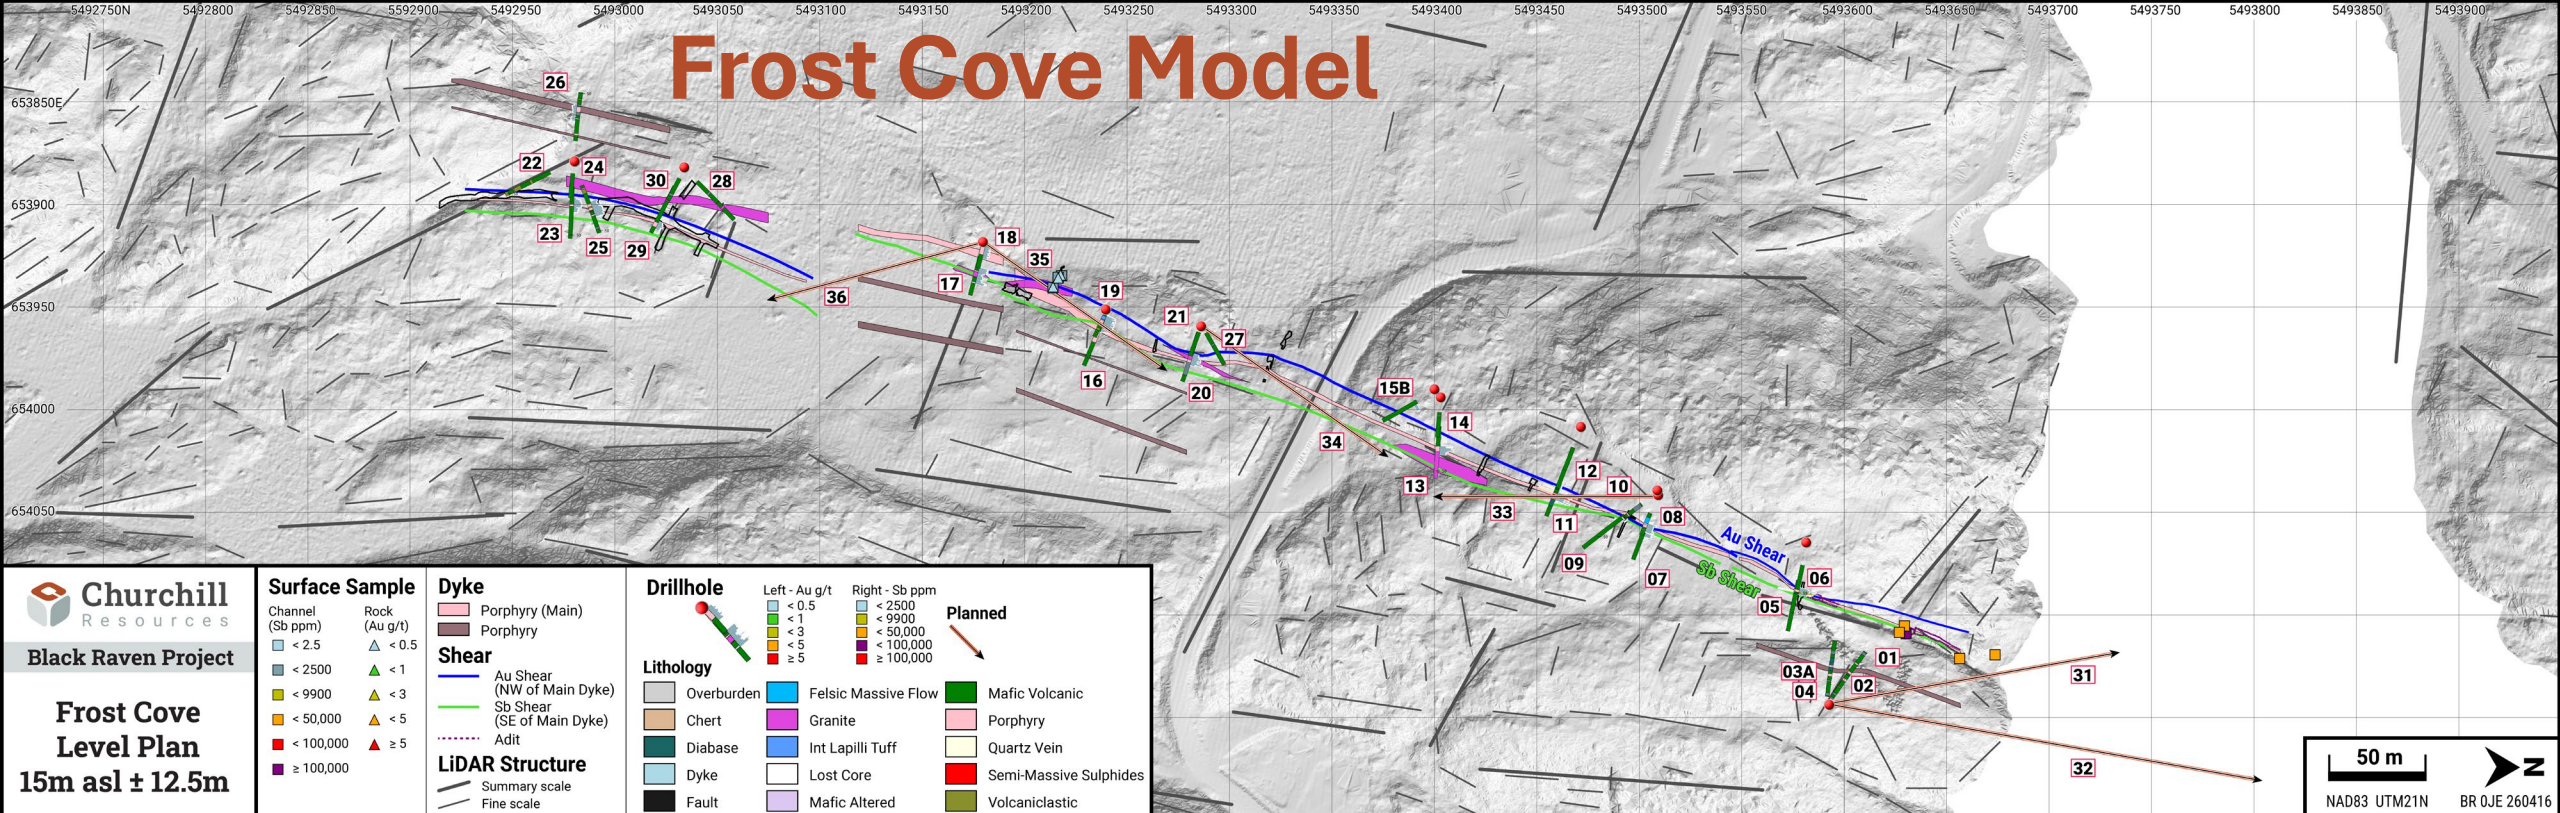 5492750N 5492800 5492850 5492900 5492950 5493000 5493050 5493100 5493150 5493200 5493250 5493300 5493350 5493400 5493450 5493500 5493550 5493600 5493650 5493700 5493750 5493800 5493850 5493900
Frost Cove Model
653850E
653900
653950
654000
654050
26
22
24
30
28
23
25
29
18
35
17
36
19
21
27
16
20
15B
14
34
13
12
10
33
11
08
09
07
Au Shear
Sb Shear
06
05
01
03A
02
04
31
32
Churchill
Resources
Black Raven Project
Frost Cove
Level Plan
15m asl ± 12.5m
Surface Sample
Channel
(Sb ppm)
< 2.5
< 2500
< 9900
< 50,000
< 100,000
≥ 100,000
Rock
(Au g/t)
< 0.5
< 1
< 3
< 5
≥ 5
Dyke
Porphyry (Main)
Porphyry
Shear
Au Shear
(NW of Main Dyke)
Sb Shear
(SE of Main Dyke)
Adit
LiDAR Structure
Summary scale
Fine scale
Drillhole
Left - Au g/t
< 0.5
< 1
< 3
< 5
≥ 5
Right - Sb ppm
< 2500
< 9900
< 50,000
< 100,000
≥ 100,000
Planned
Lithology
Overburden
Chert
Diabase
Dyke
Fault
Felsic Massive Flow
Granite
Int Lapilli Tuff
Lost Core
Mafic Altered
Mafic Volcanic
Porphyry
Quartz Vein
Semi-Massive Sulphides
Volcaniclastic
50 m
N
NAD83 UTM21N
BR OJE 260416